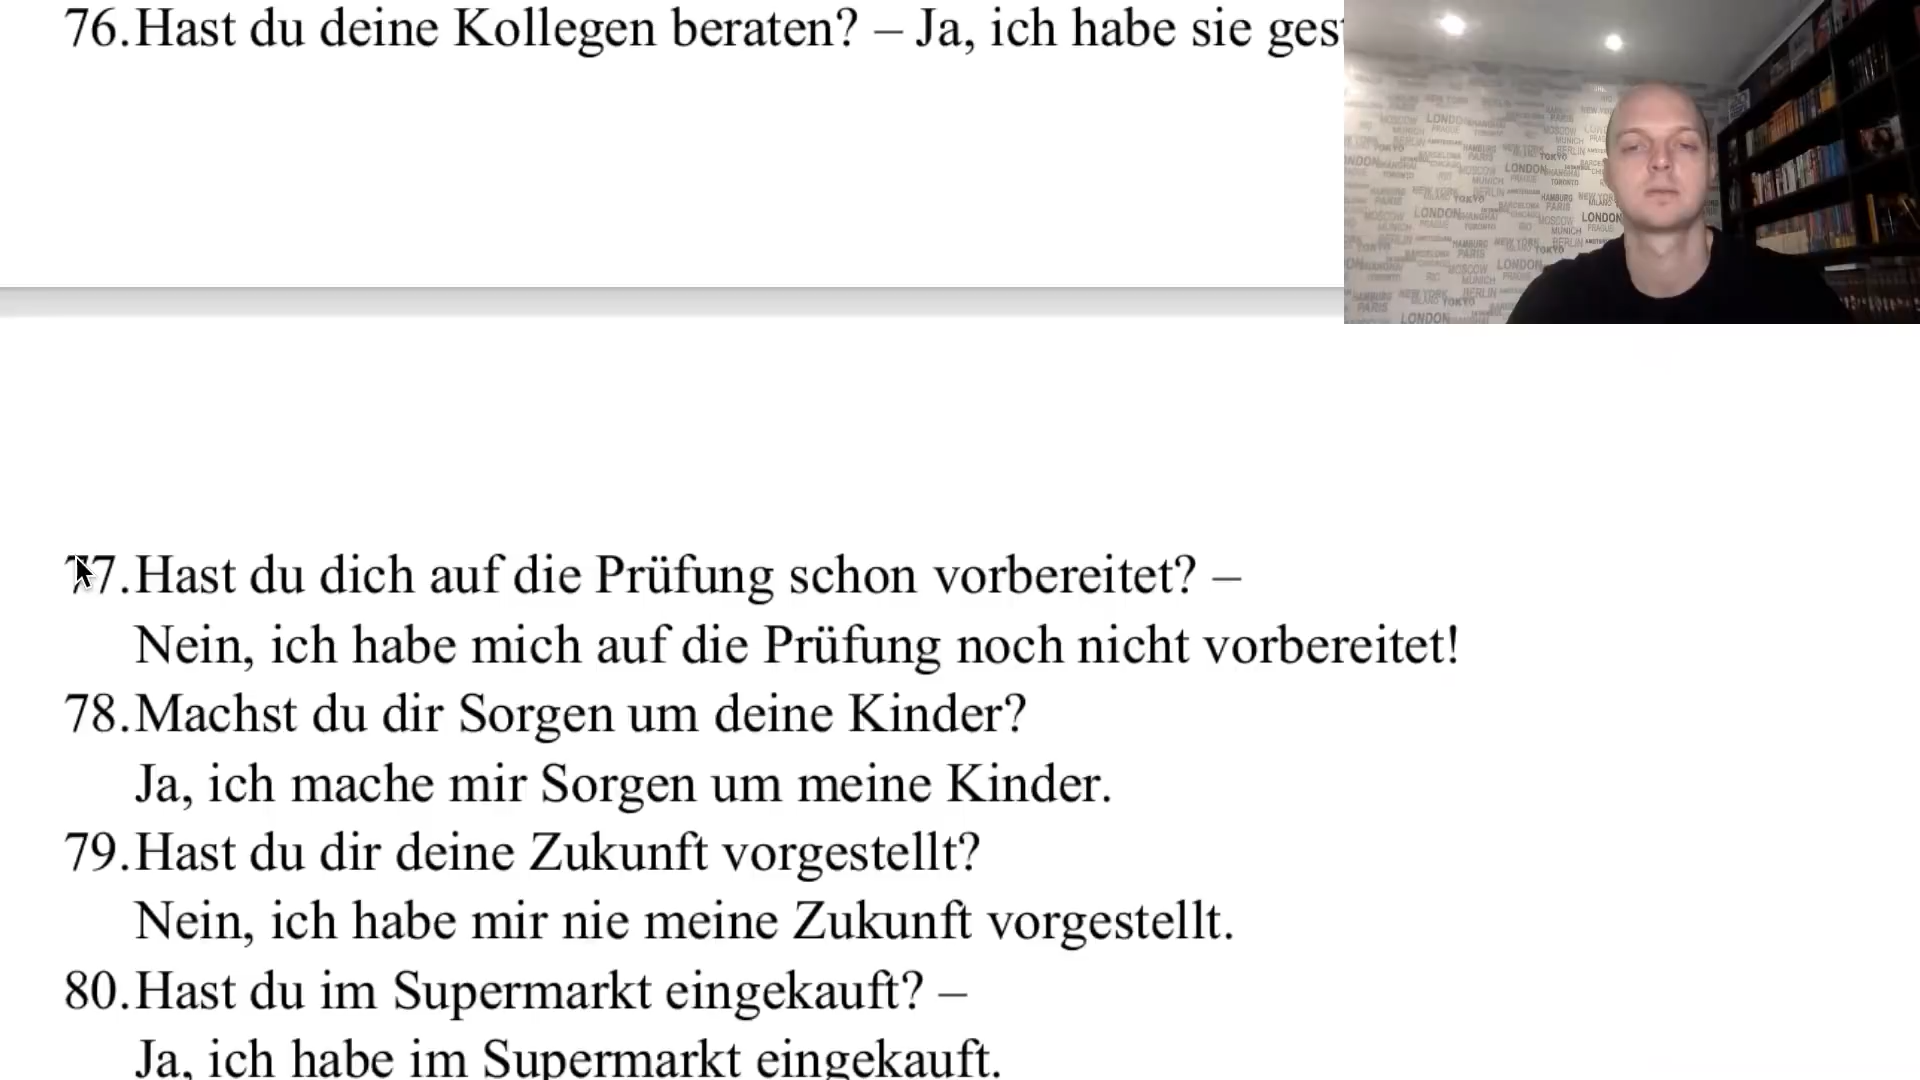 76.Hast du deine Kollegen beraten? – Ja, ich habe sie
77.Hast du dich auf die Prüfung schon vorbereitet? –
Nein, ich habe mich auf die Prüfung noch nicht vorbereitet!
78.Machst du dir Sorgen um deine Kinder?
Ja, ich mache mir Sorgen um meine Kinder.
79.Hast du dir deine Zukunft vorgestellt?
Nein, ich habe mir nie meine Zukunft vorgestellt.
80.Hast du im Supermarkt eingekauft? –
Ja, ich habe im Supermarkt eingekauft.